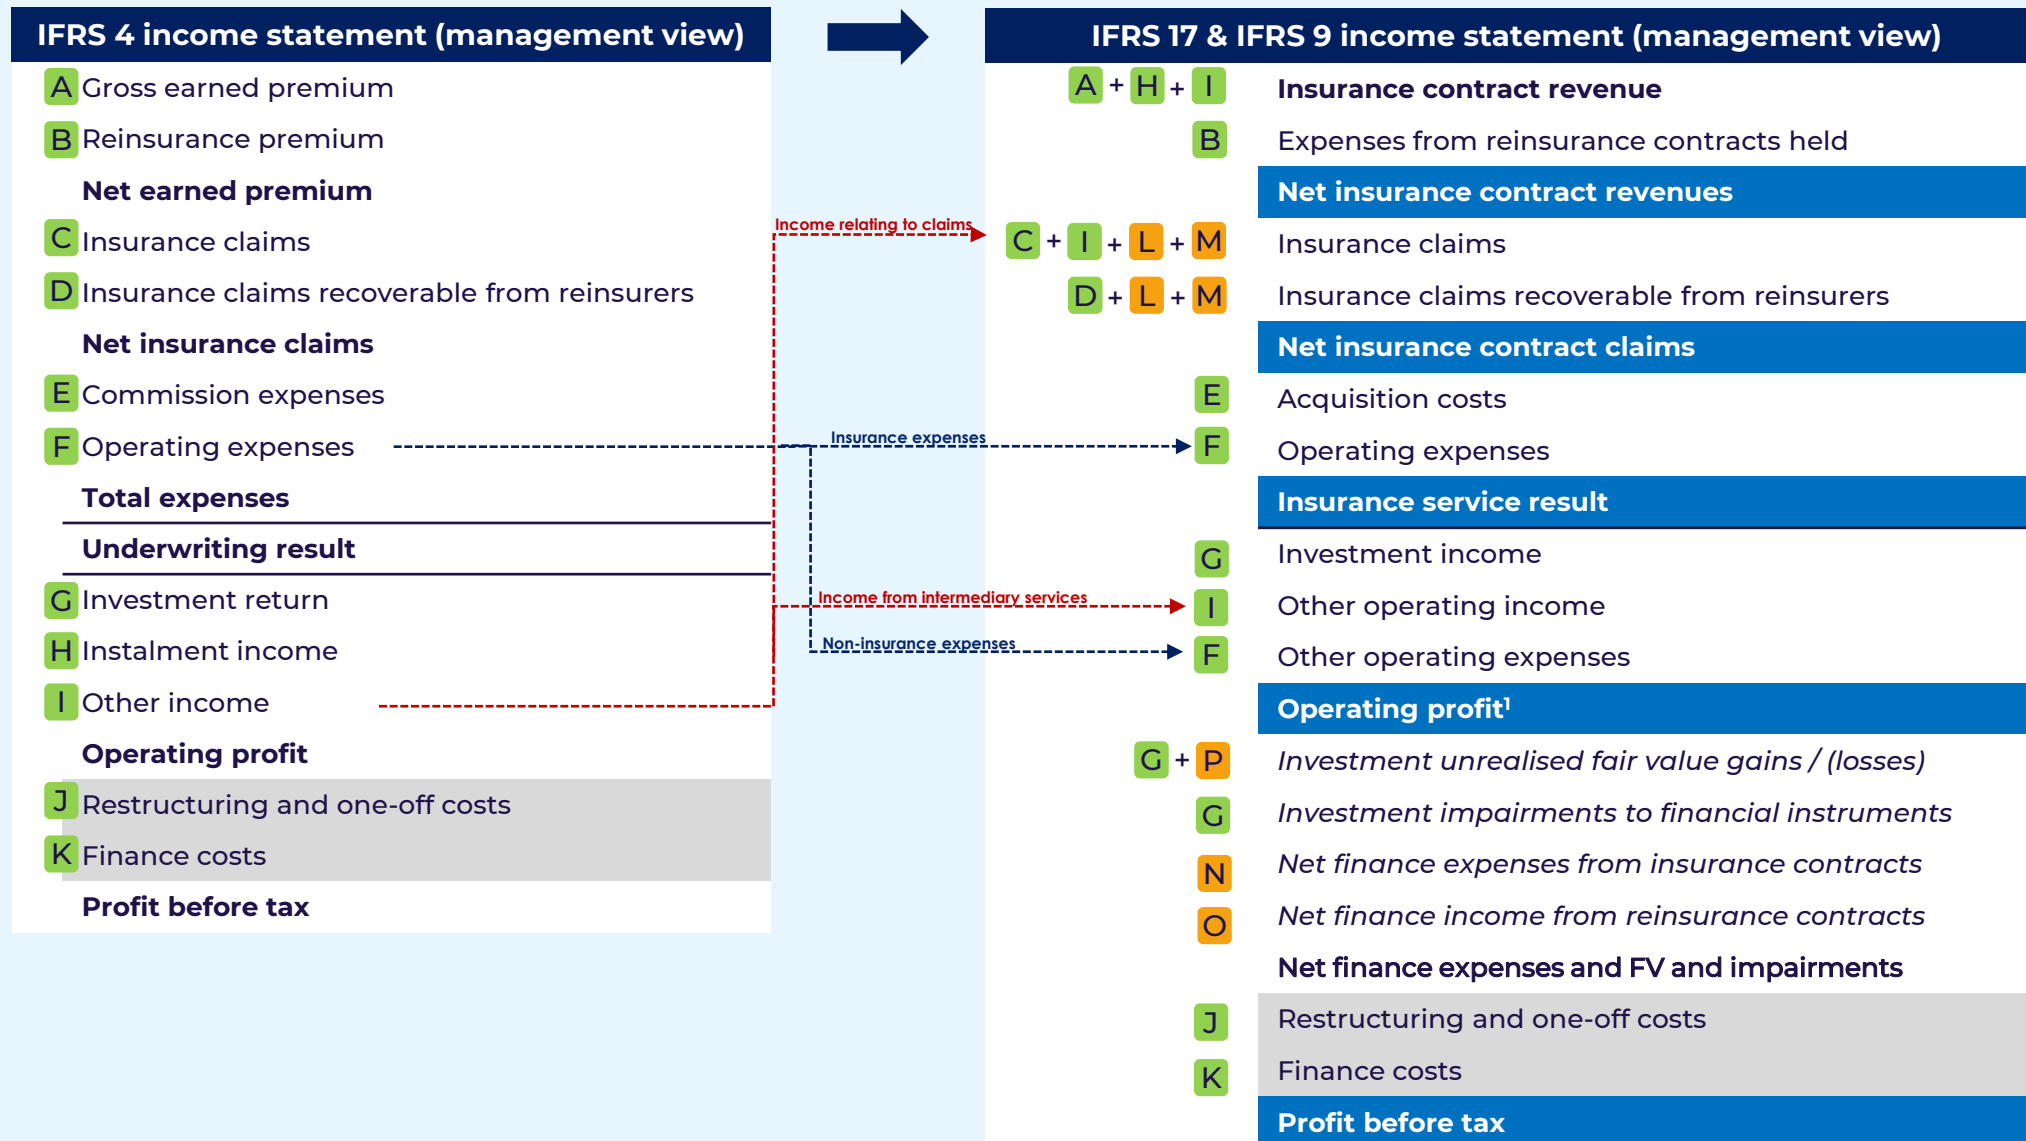 IFRS 4 income statement (management view)
A Gross earned premium
B Reinsurance premium
Net earned premium
C Insurance claims
D Insurance claims recoverable from reinsurers
Net insurance claims
E Commission expenses
F Operating expenses
Total expenses
Underwriting result
G Investment return
H Instalment income
I Other income
Operating profit
J Restructuring and one-off costs
K Finance costs
Profit before tax
Income relating to claims
Insurance expenses
Income from intermediary services
Non-insurance expenses
IFRS 17 & IFRS 9 income statement (management view)
A + H + I Insurance contract revenue
B Expenses from reinsurance contracts held
Net insurance contract revenues
C + I + L + M Insurance claims
D + L + M Insurance claims recoverable from reinsurers
Net insurance contract claims
E Acquisition costs
F Operating expenses
Insurance service result
G Investment income
I Other operating income
F Other operating expenses
Operating profit¹
G + P Investment unrealised fair value gains / (losses)
G Investment impairments to financial instruments
N Net finance expenses from insurance contracts
O Net finance income from reinsurance contracts
Net finance expenses and FV and impairments
J Restructuring and one-off costs
K Finance costs
Profit before tax